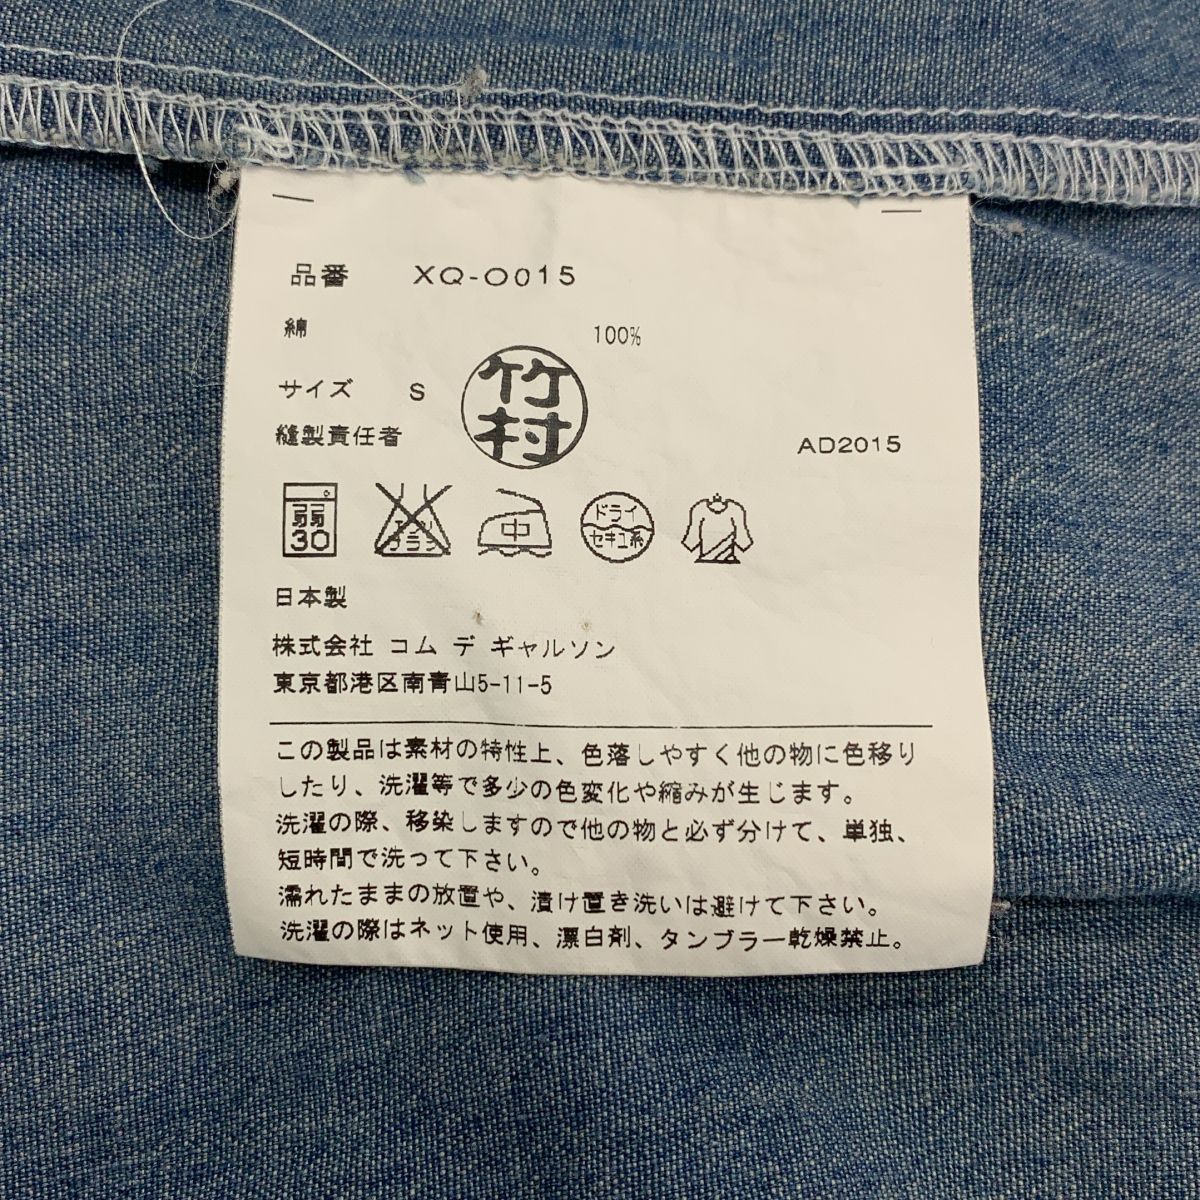 品番 XQ-O015
綿 100%
サイズ S
竹村
縫製責任者
AD2015
弱
30
エンソ
ブラシ
中
ドライ
セキユ系
日本製
株式会社 コム デ ギャルソン
東京都港区南青山5-11-5
この製品は素材の特性上、色落しやすく他の物に色移り
したり、洗濯等で多少の色変化や縮みが生じます。
洗濯の際、移染しますので他の物と必ず分けて、単独、
短時間で洗って下さい。
濡れたままの放置や、漬け置き洗いは避けて下さい。
洗濯の際はネット使用、漂白剤、タンブラー乾燥禁止。